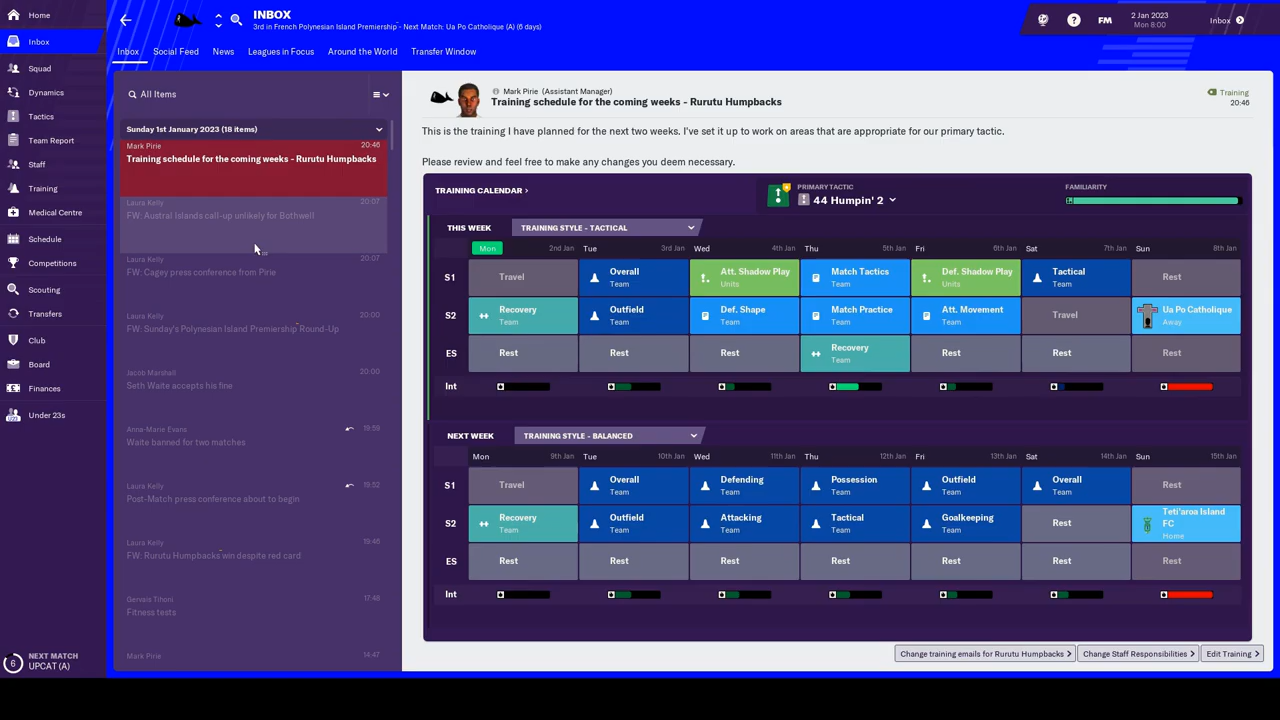 Home
Inbox
Squad
Dynamics
Tactics
Team Report
Staff
Training
Medical Centre
Schedule
Competitions
Scouting
Transfers
Club
Board
Finances
Under 23s
6 NEXT MATCH
UPCAT (A)
INBOX
3rd in French Polynesian Island Premiership - Next Match: Ua Po Catholique (A) (6 days)
? FM 2 Jan 2023
Mon 8:00
Inbox
Inbox Social Feed News Leagues in Focus Around the World Transfer Window
All Items
Sunday 1st January 2023 (18 items)
Mark Pirie 20:46
Training schedule for the coming weeks - Rurutu Humpbacks
Laura Kelly 20:07
FW: Austral Islands call-up unlikely for Bothwell
Laura Kelly 20:07
FW: Cagey press conference from Pirie
Laura Kelly 20:00
FW: Sunday's Polynesian Island Premiership Round-Up
Jacob Marshall 20:00
Seth Waite accepts his fine
Anna-Marie Evans 19:58
Waite banned for two matches
Laura Kelly 19:52
Post-Match press conference about to begin
Laura Kelly 19:46
FW: Rurutu Humpbacks win despite red card
Gervais Tihoni 17:46
Fitness tests
Mark Pirie 14:47
Mark Pirie (Assistant Manager)
Training schedule for the coming weeks - Rurutu Humpbacks
Training
20:46
This is the training I have planned for the next two weeks. I've set it up to work on areas that are appropriate for our primary tactic.
Please review and feel free to make any changes you deem necessary.
TRAINING CALENDAR >
PRIMARY TACTIC
44 Humpin' 2
FAMILIARITY
THIS WEEK TRAINING STYLE - TACTICAL
Mon 2nd Jan Tue 3rd Jan Wed 4th Jan Thu 5th Jan Fri 6th Jan Sat 7th Jan Sun 8th Jan
S1 Travel Overall Team Att. Shadow Play Units Match Tactics Team Def. Shadow Play Units Tactical Team Rest
S2 Recovery Team Outfield Team Def. Shape Team Match Practice Team Att. Movement Team Travel Ua Po Catholique Away
ES Rest Rest Rest Recovery Team Rest Rest Rest
Int
NEXT WEEK TRAINING STYLE - BALANCED
Mon 9th Jan Tue 10th Jan Wed 11th Jan Thu 12th Jan Fri 13th Jan Sat 14th Jan Sun 15th Jan
S1 Travel Overall Team Defending Team Possession Team Outfield Team Overall Team Rest
S2 Recovery Team Outfield Team Attacking Team Tactical Team Goalkeeping Team Rest Teti'aroa Island FC Home
ES Rest Rest Rest Rest Rest Rest Rest
Int
Change training emails for Rurutu Humpbacks > Change Staff Responsibilities > Edit Training >